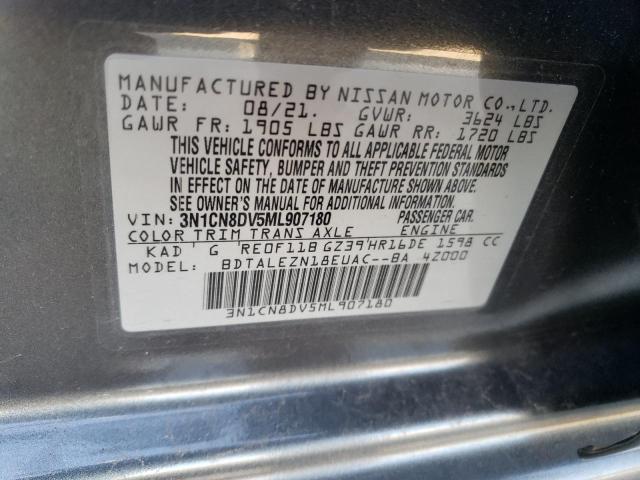 MANUFACTURED BY NISSAN MOTOR CO.,LTD.
DATE: 08/21. GVWR: 3624 LBS
GAWR FR: 1905 LBS GAWR RR: 1720 LBS
THIS VEHICLE CONFORMS TO ALL APPLICABLE FEDERAL MOTOR
VEHICLE SAFETY, BUMPER AND THEFT PREVENTION STANDARDS
IN EFFECT ON THE DATE OF MANUFACTURE SHOWN ABOVE.
SEE OWNER'S MANUAL FOR ADDITIONAL INFORMATION.
VIN: 3N1CN8DV5ML907180 PASSENGER CAR.
COLOR TRIM TRANS AXLE ENGINE
KAD ' G 'RE0F11B GZ39'HR16DE 1598 CC
MODEL: BDTALEZN18EUAC--BA 4Z000
3N1CN8DV5ML907180